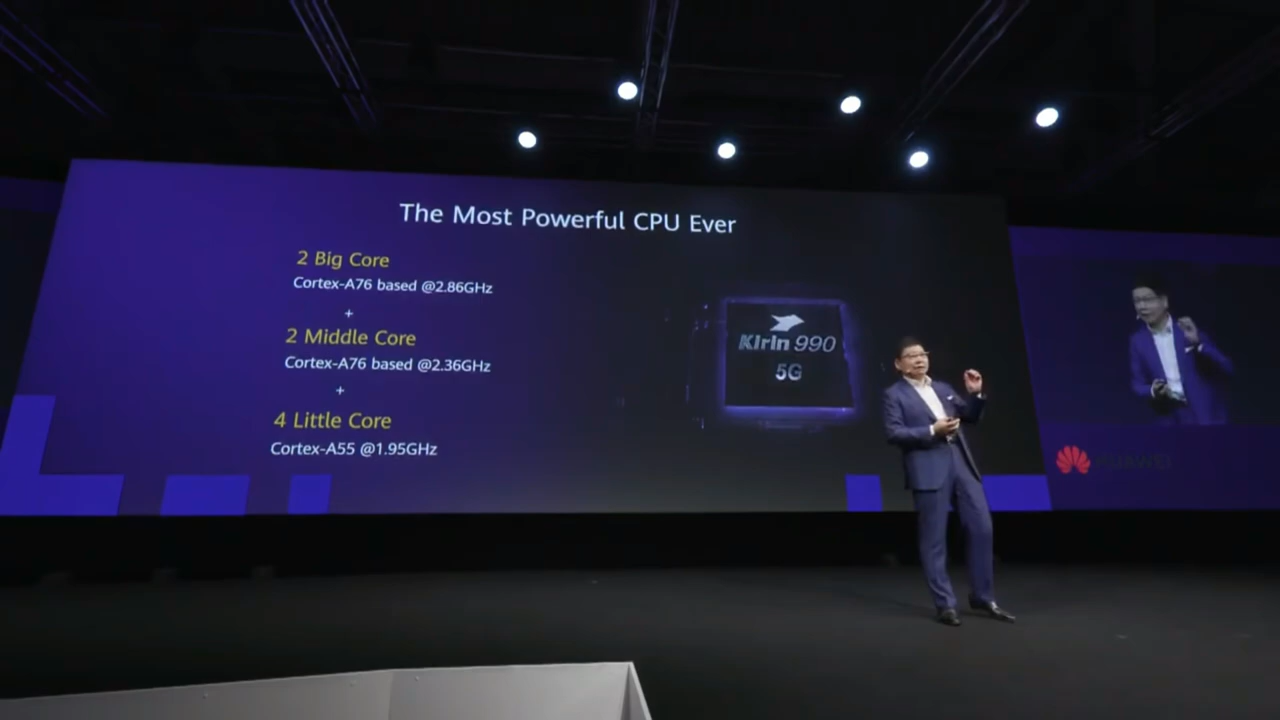 The Most Powerful CPU Ever
2 Big Core
Cortex-A76 based @2.86GHz
+
2 Middle Core
Cortex-A76 based @2.36GHz
+
4 Little Core
Cortex-A55 @1.95GHz
Kirin 990
5G
HUAWEI